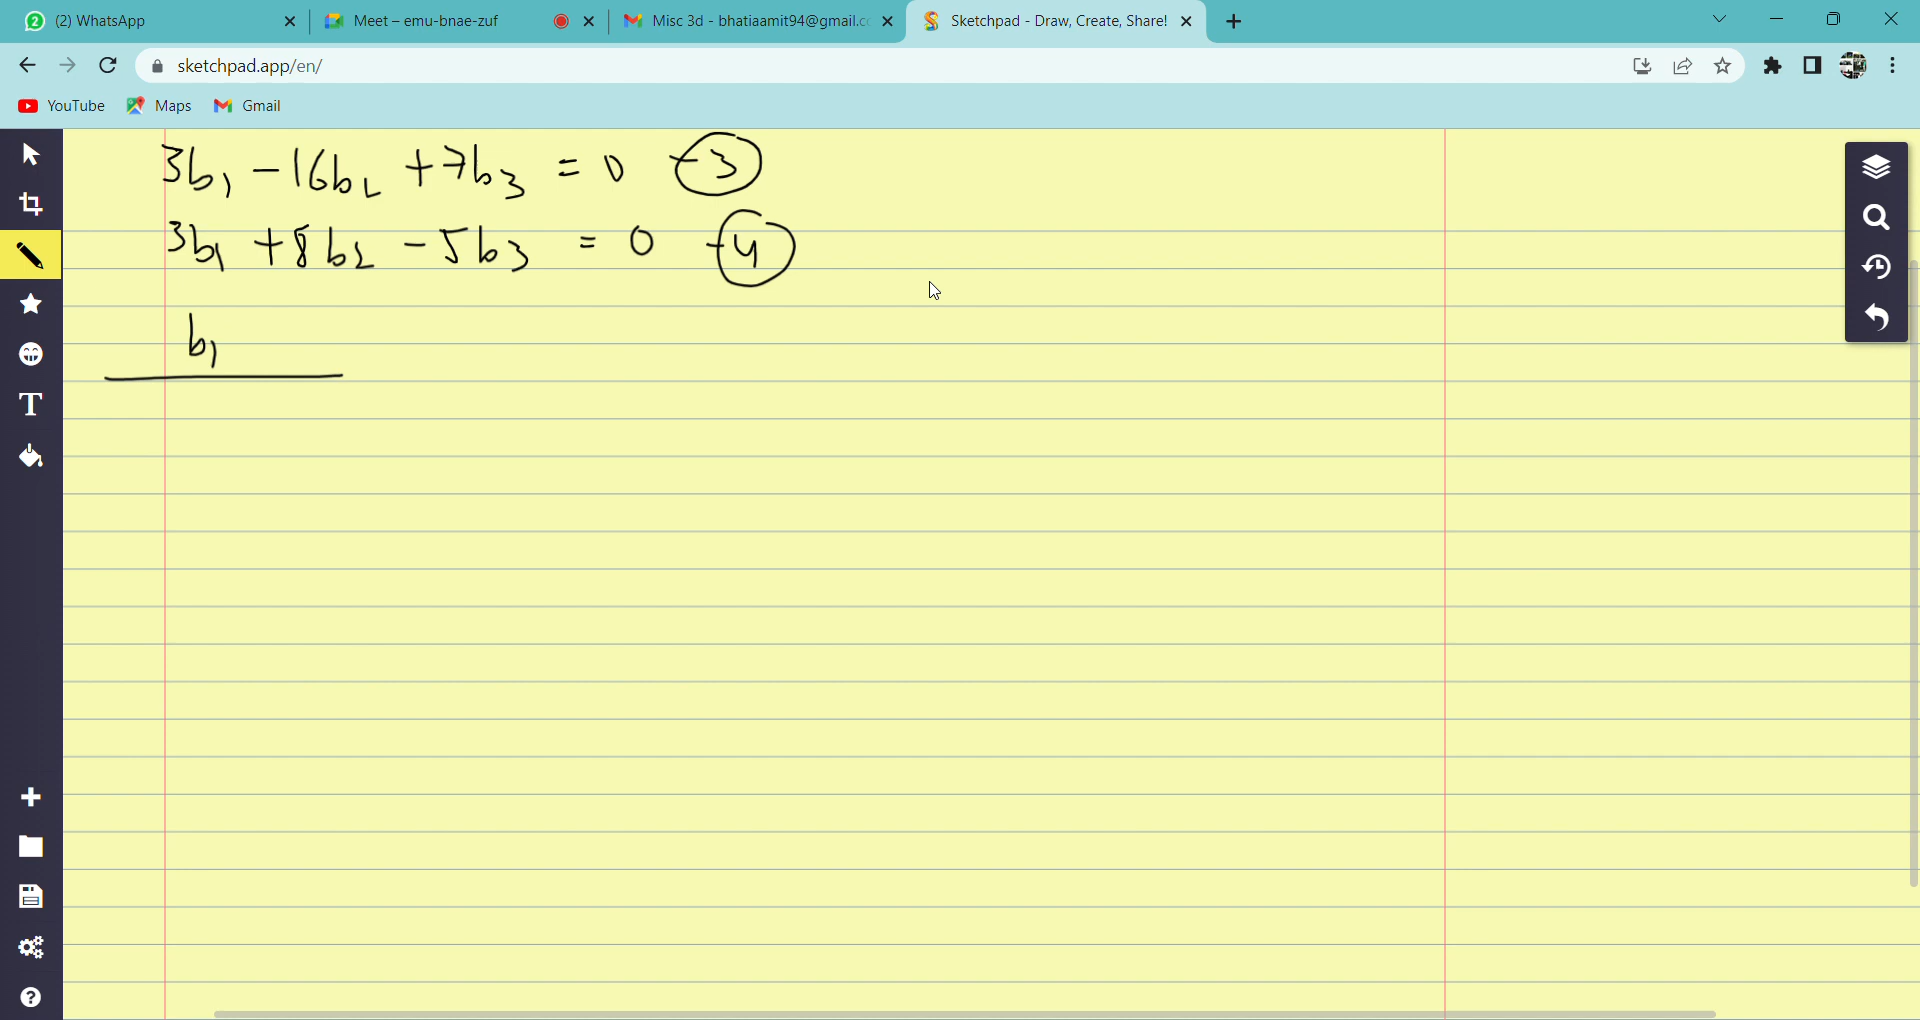 (2) WhatsApp
Meet – emu-bnae-zuf
Misc 3d - bhatiaamit94@gmail.cc
Sketchpad - Draw, Create, Share!
sketchpad.app/en/
YouTube
Maps
Gmail
3b₁ - 16b₂ + 7b₃ = 0 -3
3b₁ + 8b₂ - 5b₃ = 0 -4
b₁